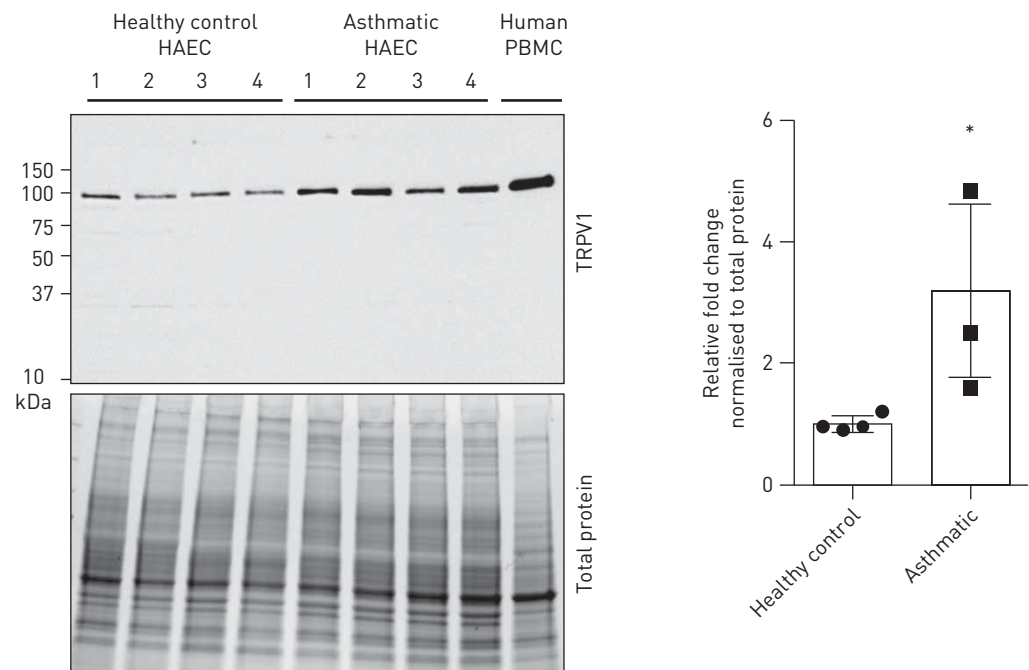 Healthy control
HAEC
Asthmatic
HAEC
Human
PBMC
1 2 3 4 1 2 3 4
150
100
75
50
37
10
kDa
TRPV1
Total protein
Relative fold change
normalised to total protein
6
4
2
0
*
Healthy control
Asthmatic